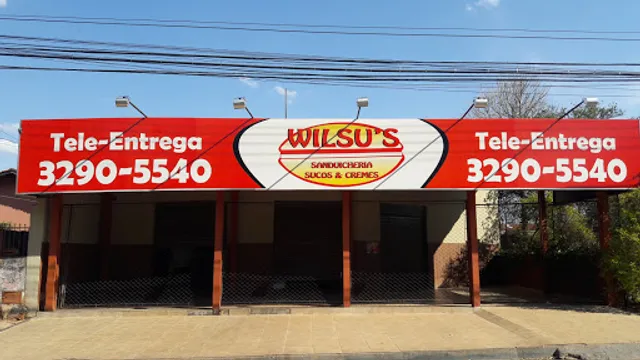 Tele-Entrega
3290-5540
WILSU'S
SANDUICHERIA
SUCOS & CREMES
Tele-Entrega
3290-5540